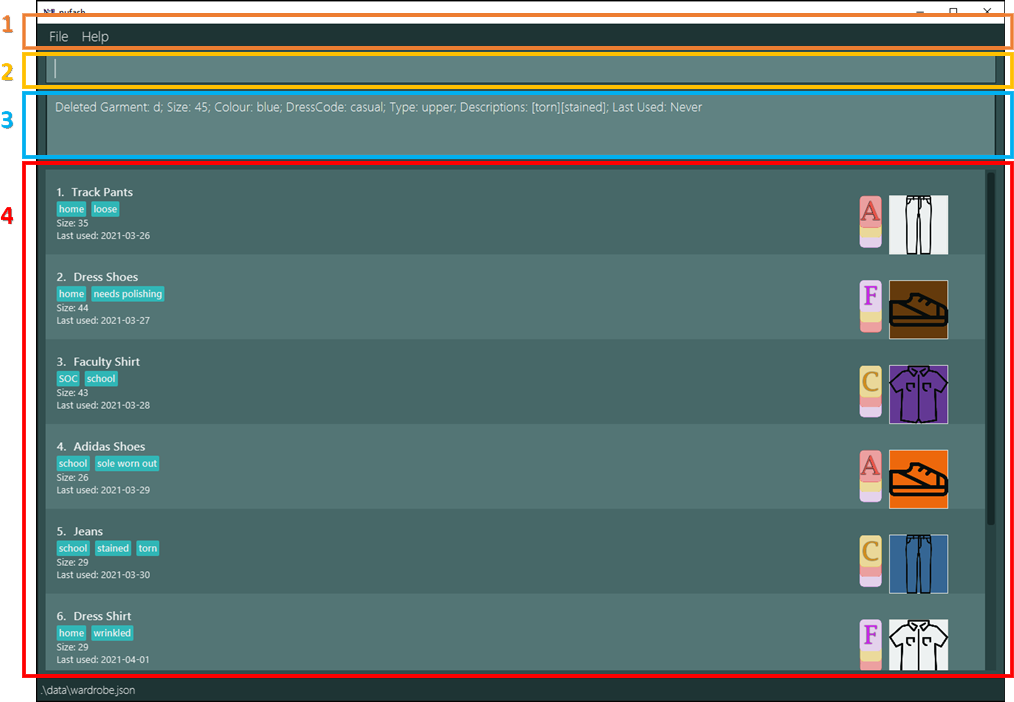 1
File Help
2
3
Deleted Garment: d; Size: 45; Colour: blue; DressCode: casual; Type: upper; Descriptions: [torn][stained]; Last Used: Never
4
1. Track Pants
home loose
Size: 35
Last used: 2021-03-26
A
2. Dress Shoes
home needs polishing
Size: 44
Last used: 2021-03-27
F
3. Faculty Shirt
SOC school
Size: 43
Last used: 2021-03-28
C
4. Adidas Shoes
school sole worn out
Size: 26
Last used: 2021-03-29
A
5. Jeans
school stained torn
Size: 29
Last used: 2021-03-30
C
6. Dress Shirt
home wrinkled
Size: 29
Last used: 2021-04-01
F
.\data\wardrobe.json